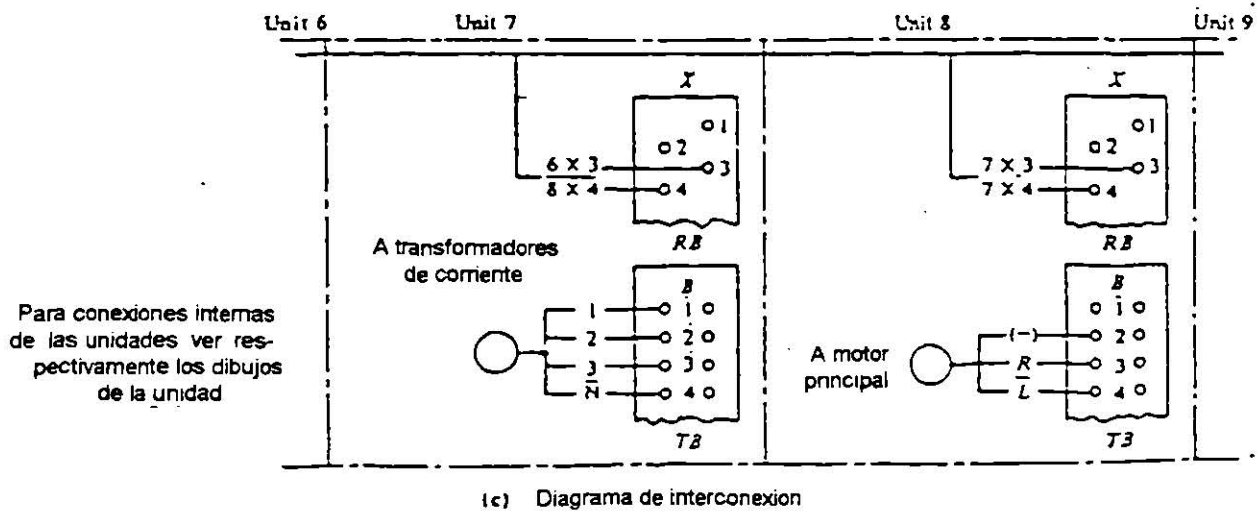 Unit 6 Unit 7 Unit 8 Unit 9
X
1
2
3
4
6 X 3
8 X 4
RB
A transformadores
de corriente
B
1 1
2 2
3 3
N 4
TB
Para conexiones internas
de las unidades ver res-
pectivamente los dibujos
de la unidad
X
1
2
3
4
7 X 3
7 X 4
RB
A motor
principal
B
1
(-) 2
R 3
L 4
TB
(c) Diagrama de interconexion